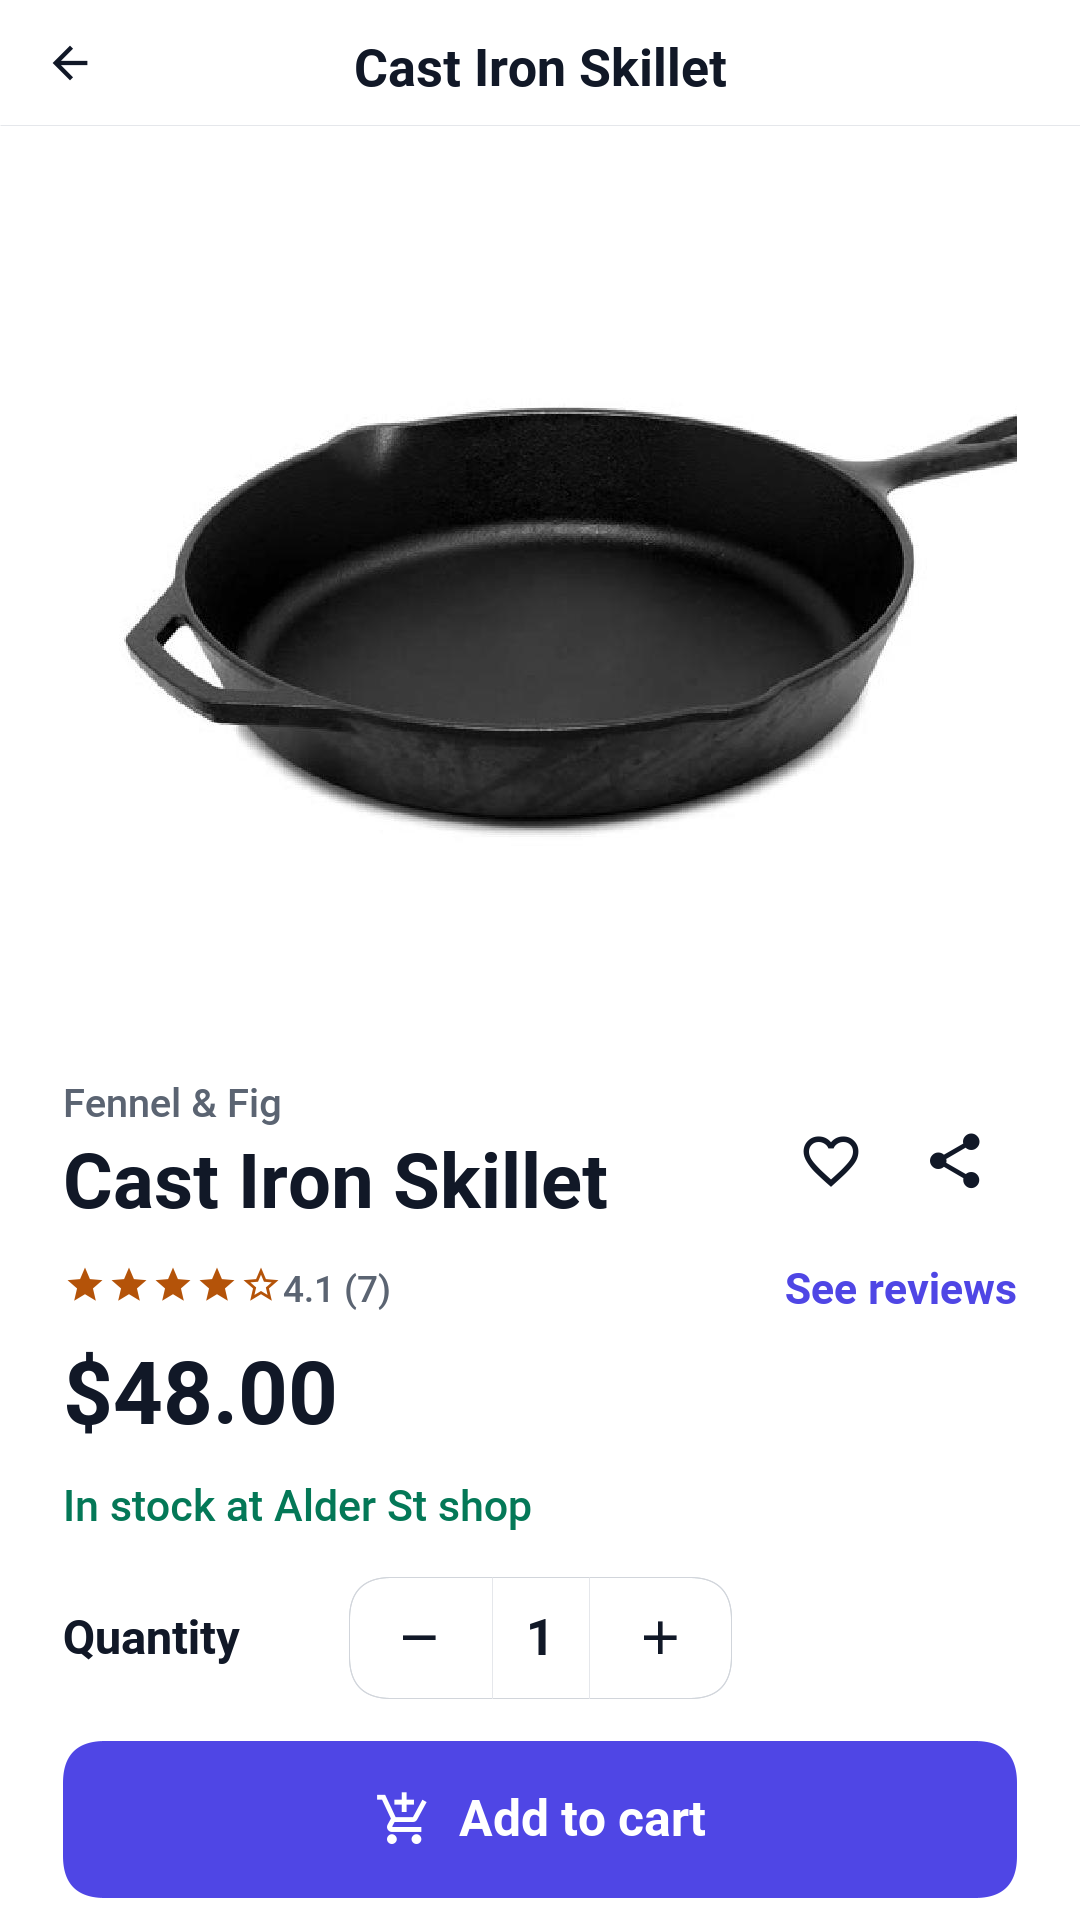 Cast Iron Skillet
Fennel & Fig
Cast Iron Skillet
4.1 (7)
See reviews
$48.00
In stock at Alder St shop
Quantity
1
Add to cart